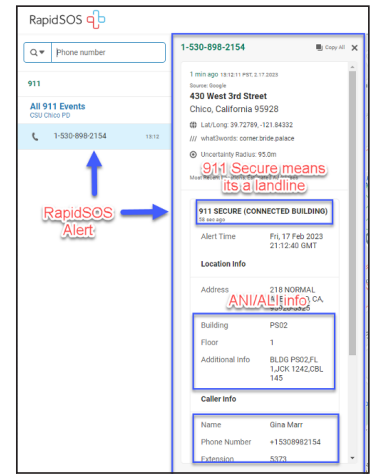 RapidSOS
Phone number
911
All 911 Events
CSU Chico PD
1-530-898-2154 13:12
RapidSOS
Alert
1-530-898-2154 Copy All
1 min ago 13:12:11 PST, 2.17.2023
Source: Google
430 West 3rd Street
Chico, California 95928
Lat/Long: 39.72789, -121.84332
/// what3words: corner.bride.palace
Uncertainty Radius: 95.0m
911 Secure means
its a landline
911 SECURE (CONNECTED BUILDING)
58 sec ago
Alert Time Fri, 17 Feb 2023
21:12:40 GMT
Location Info
Address 218 NORMAL
CA,
ANI/ALI info
Building PS02
Floor 1
Additional Info BLDG PS02,FL
1,JCK 1242,CBL
145
Caller Info
Name Gina Marr
Phone Number +15308982154
Extension 5373